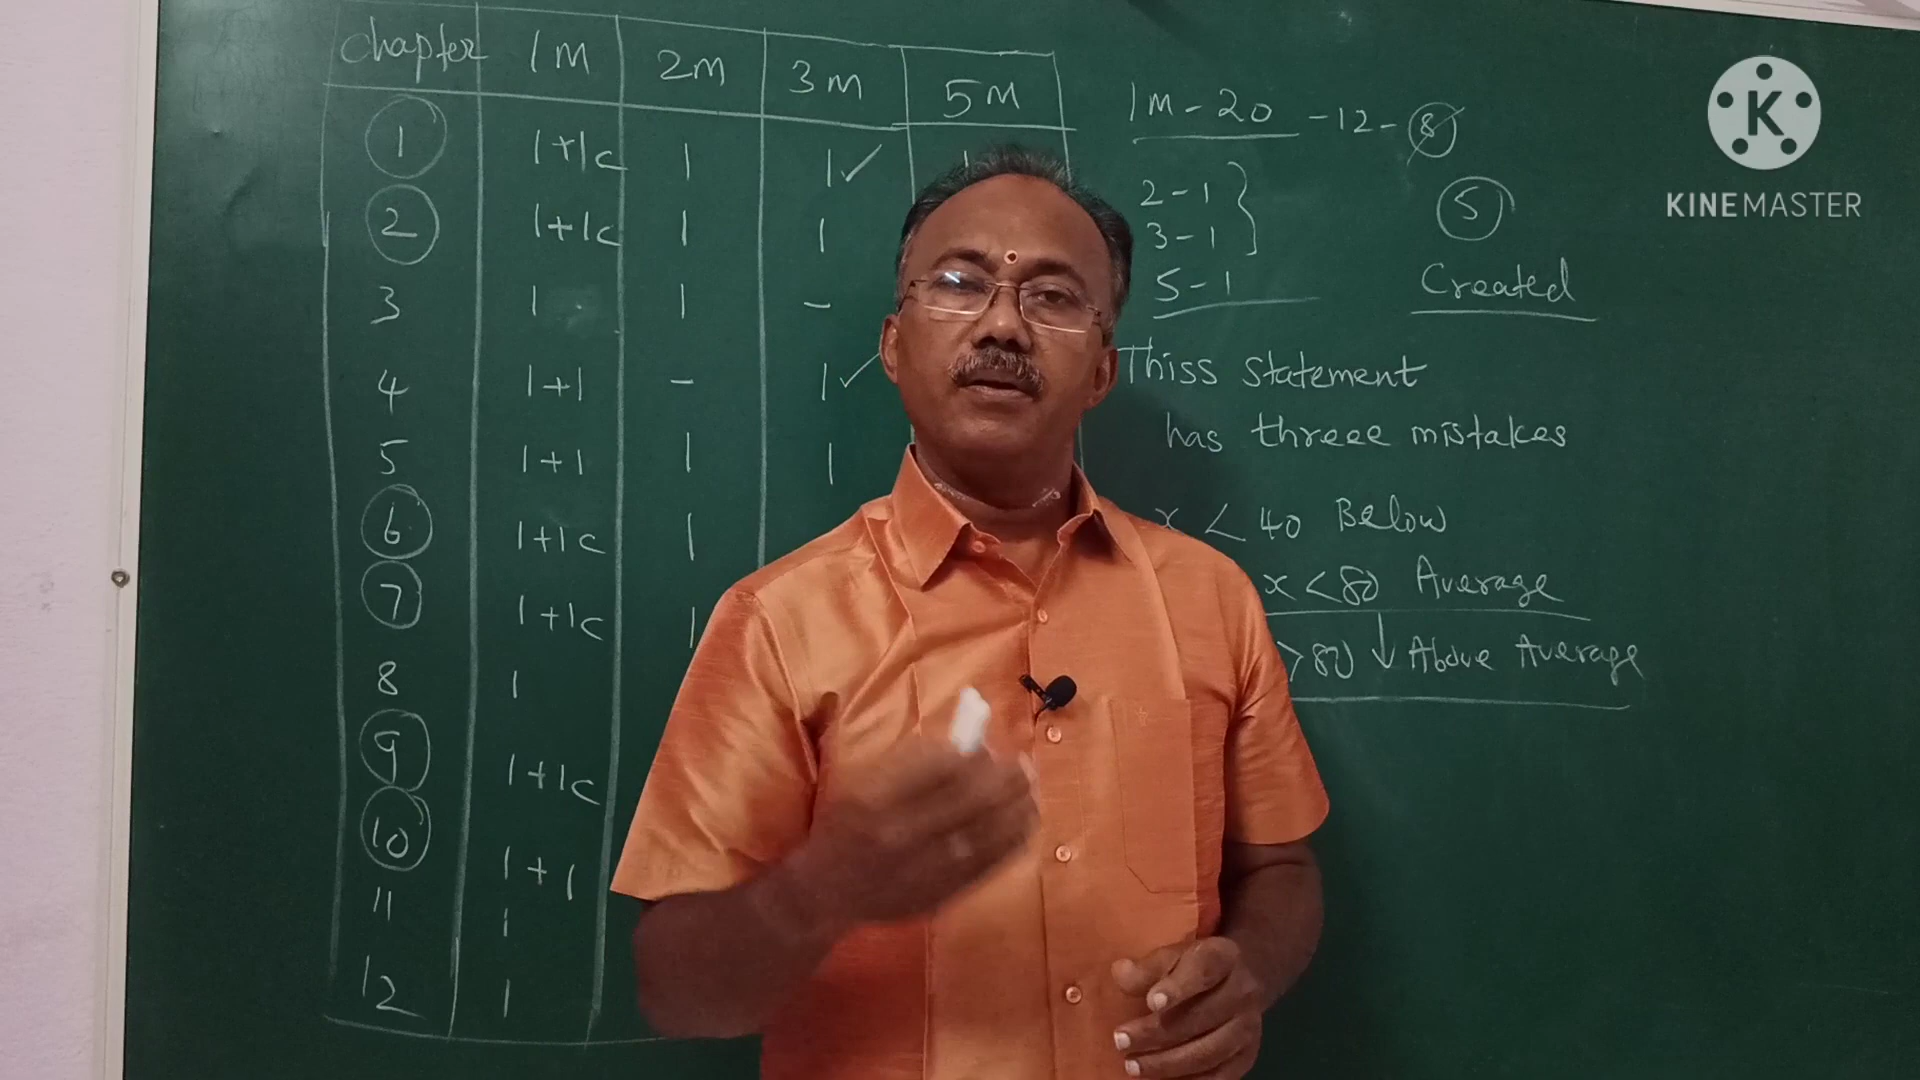 chapter 1M 2M 3M 5M
1 1+1c 1 1✓ 1
2 1+1c 1 1
3 1 1 -
4 1+1 - 1✓
5 1+1 1 1
6 1+1c 1
7 1+1c 1
8 1
9 1+1c
10 1+1
11 1
12 1
1M - 20 - 12 - 8
2 - 1
3 - 1
5 - 1
5
Created
Thiss statement
has threee mistakes
x < 40 Below
x < 80 Average
> 80 ↓ Above Average
K
KINEMASTER